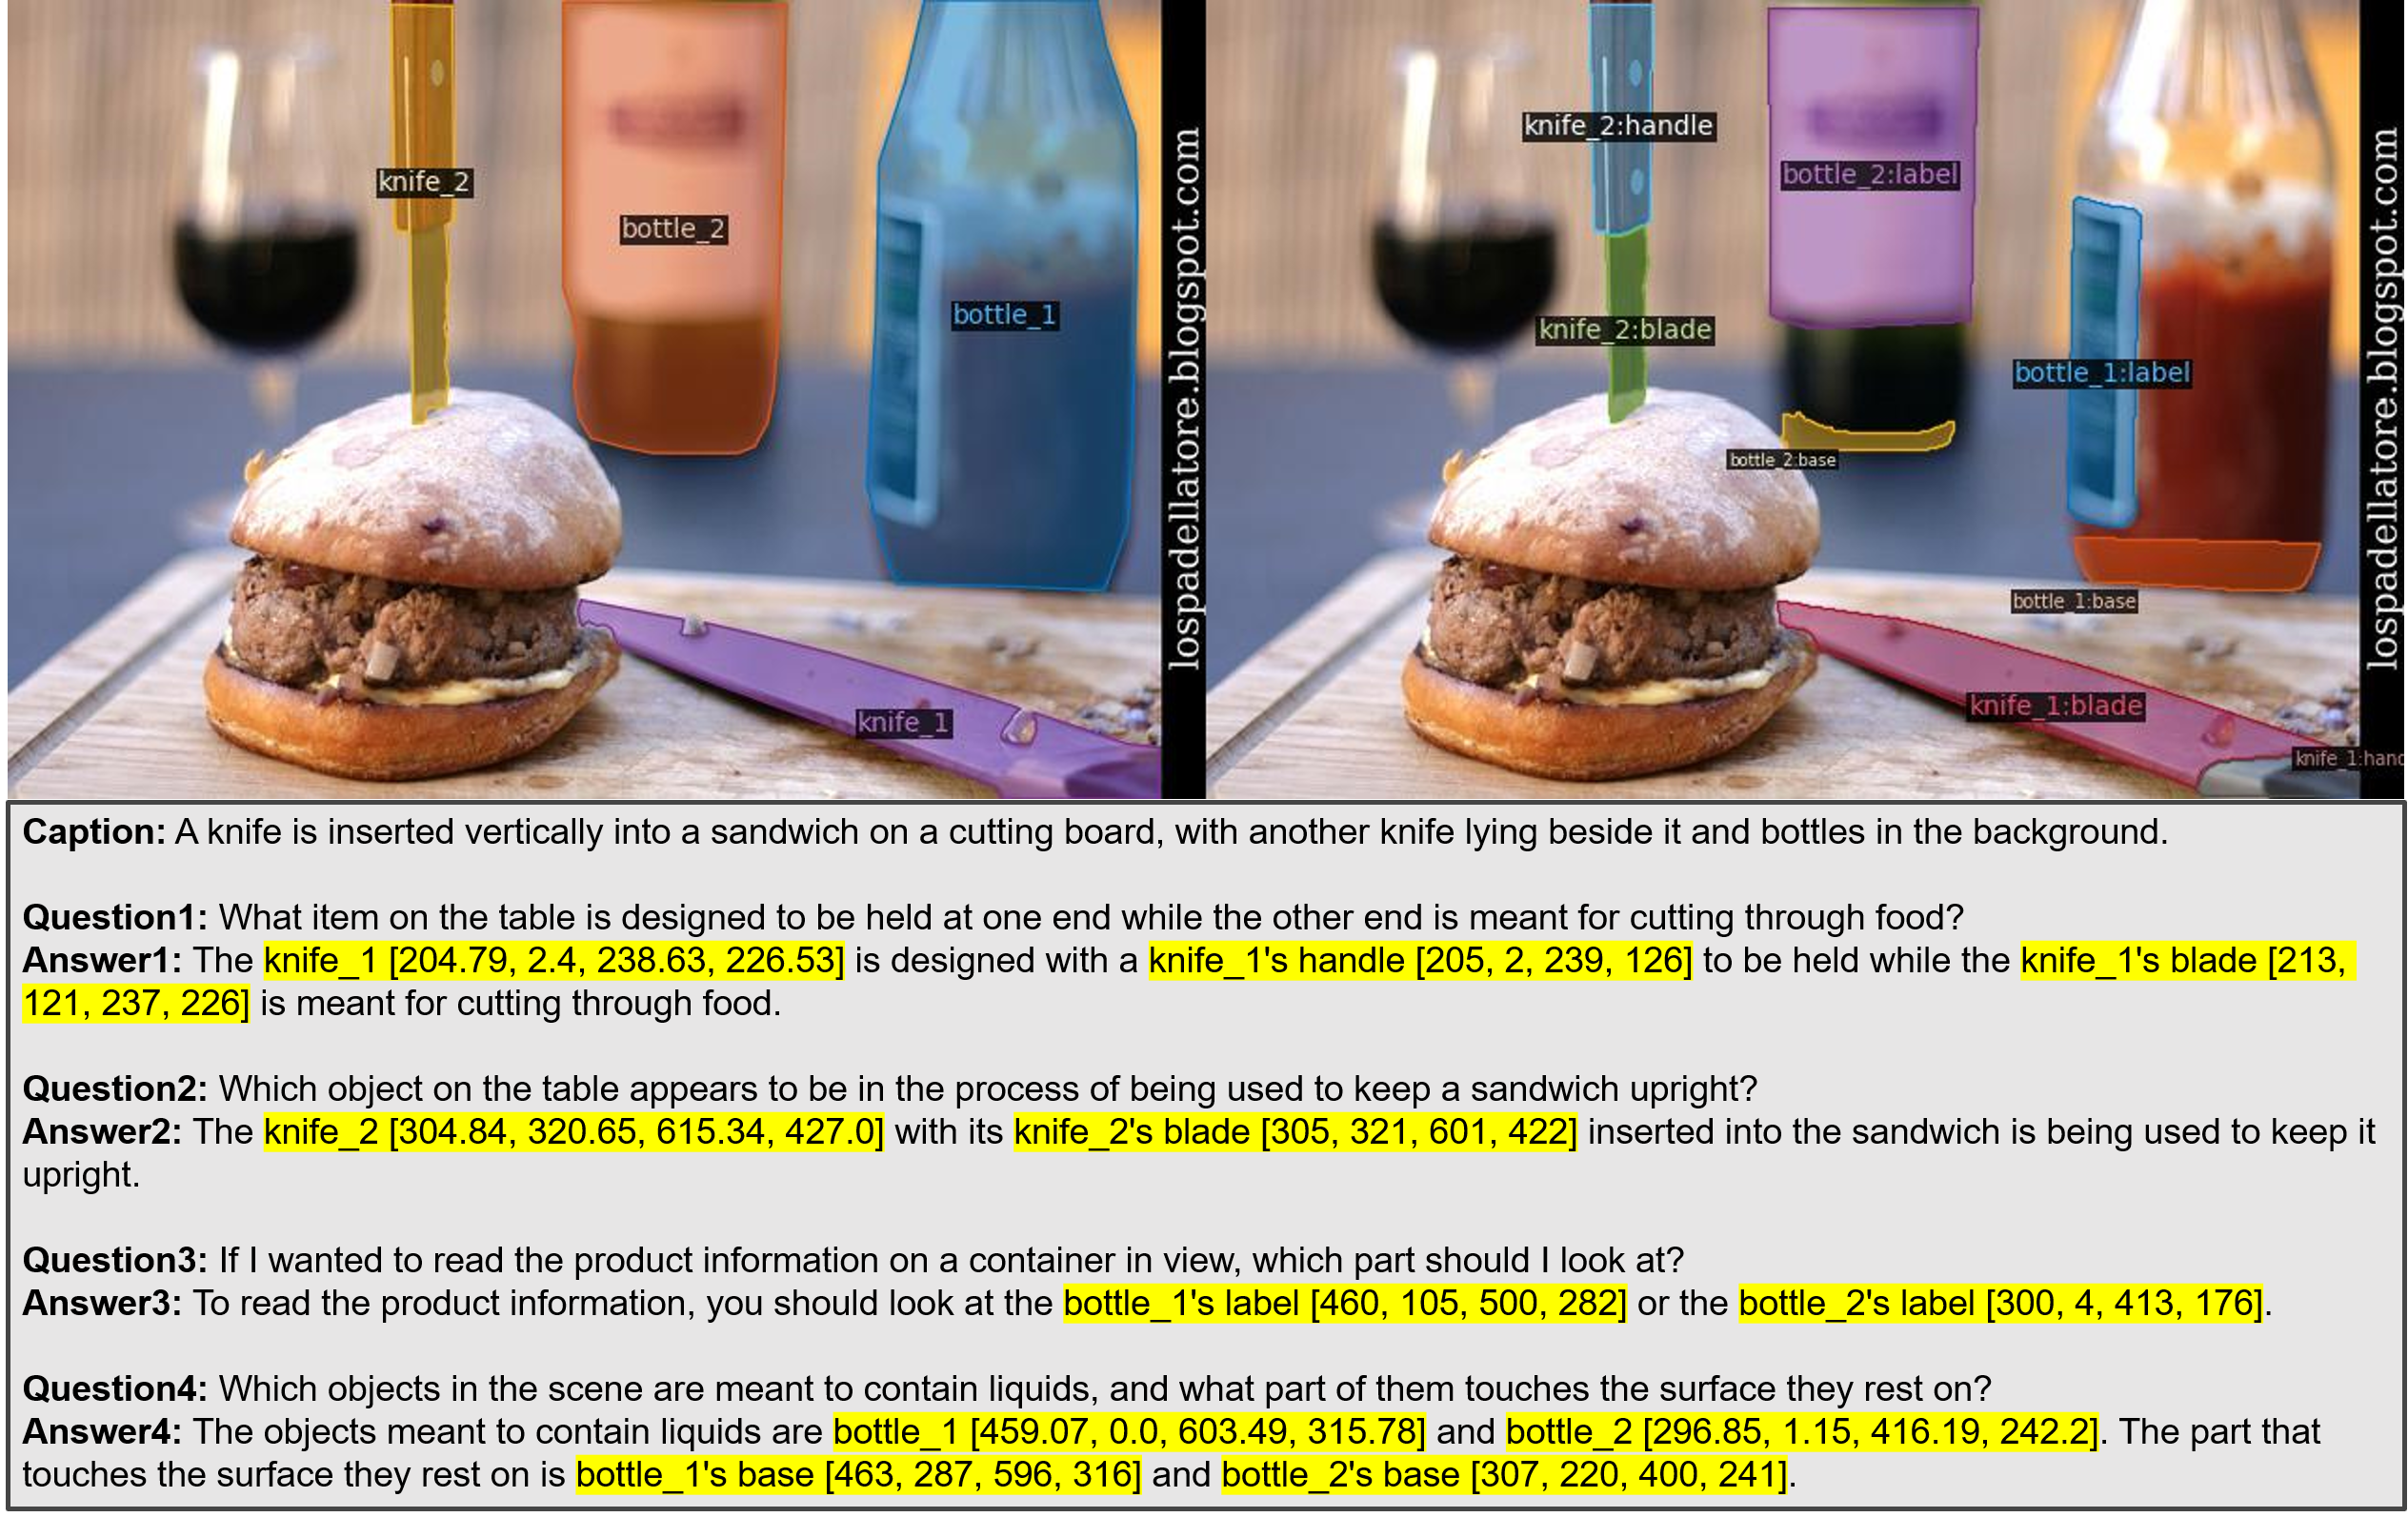 knife_2
bottle_2
bottle_1
knife_1
lospadellatore.blogspot.com
knife_2:handle
bottle_2:label
knife_2:blade
bottle_1:label
bottle_2:base
bottle_1:base
knife_1:blade
knife_1:hand
lospadellatore.blogspot.com
Caption: A knife is inserted vertically into a sandwich on a cutting board, with another knife lying beside it and bottles in the background.
Question1: What item on the table is designed to be held at one end while the other end is meant for cutting through food?
Answer1: The knife_1 [204.79, 2.4, 238.63, 226.53] is designed with a knife_1's handle [205, 2, 239, 126] to be held while the knife_1's blade [213,
121, 237, 226] is meant for cutting through food.
Question2: Which object on the table appears to be in the process of being used to keep a sandwich upright?
Answer2: The knife_2 [304.84, 320.65, 615.34, 427.0] with its knife_2's blade [305, 321, 601, 422] inserted into the sandwich is being used to keep it
upright.
Question3: If I wanted to read the product information on a container in view, which part should I look at?
Answer3: To read the product information, you should look at the bottle_1's label [460, 105, 500, 282] or the bottle_2's label [300, 4, 413, 176].
Question4: Which objects in the scene are meant to contain liquids, and what part of them touches the surface they rest on?
Answer4: The objects meant to contain liquids are bottle_1 [459.07, 0.0, 603.49, 315.78] and bottle_2 [296.85, 1.15, 416.19, 242.2]. The part that
touches the surface they rest on is bottle_1's base [463, 287, 596, 316] and bottle_2's base [307, 220, 400, 241].